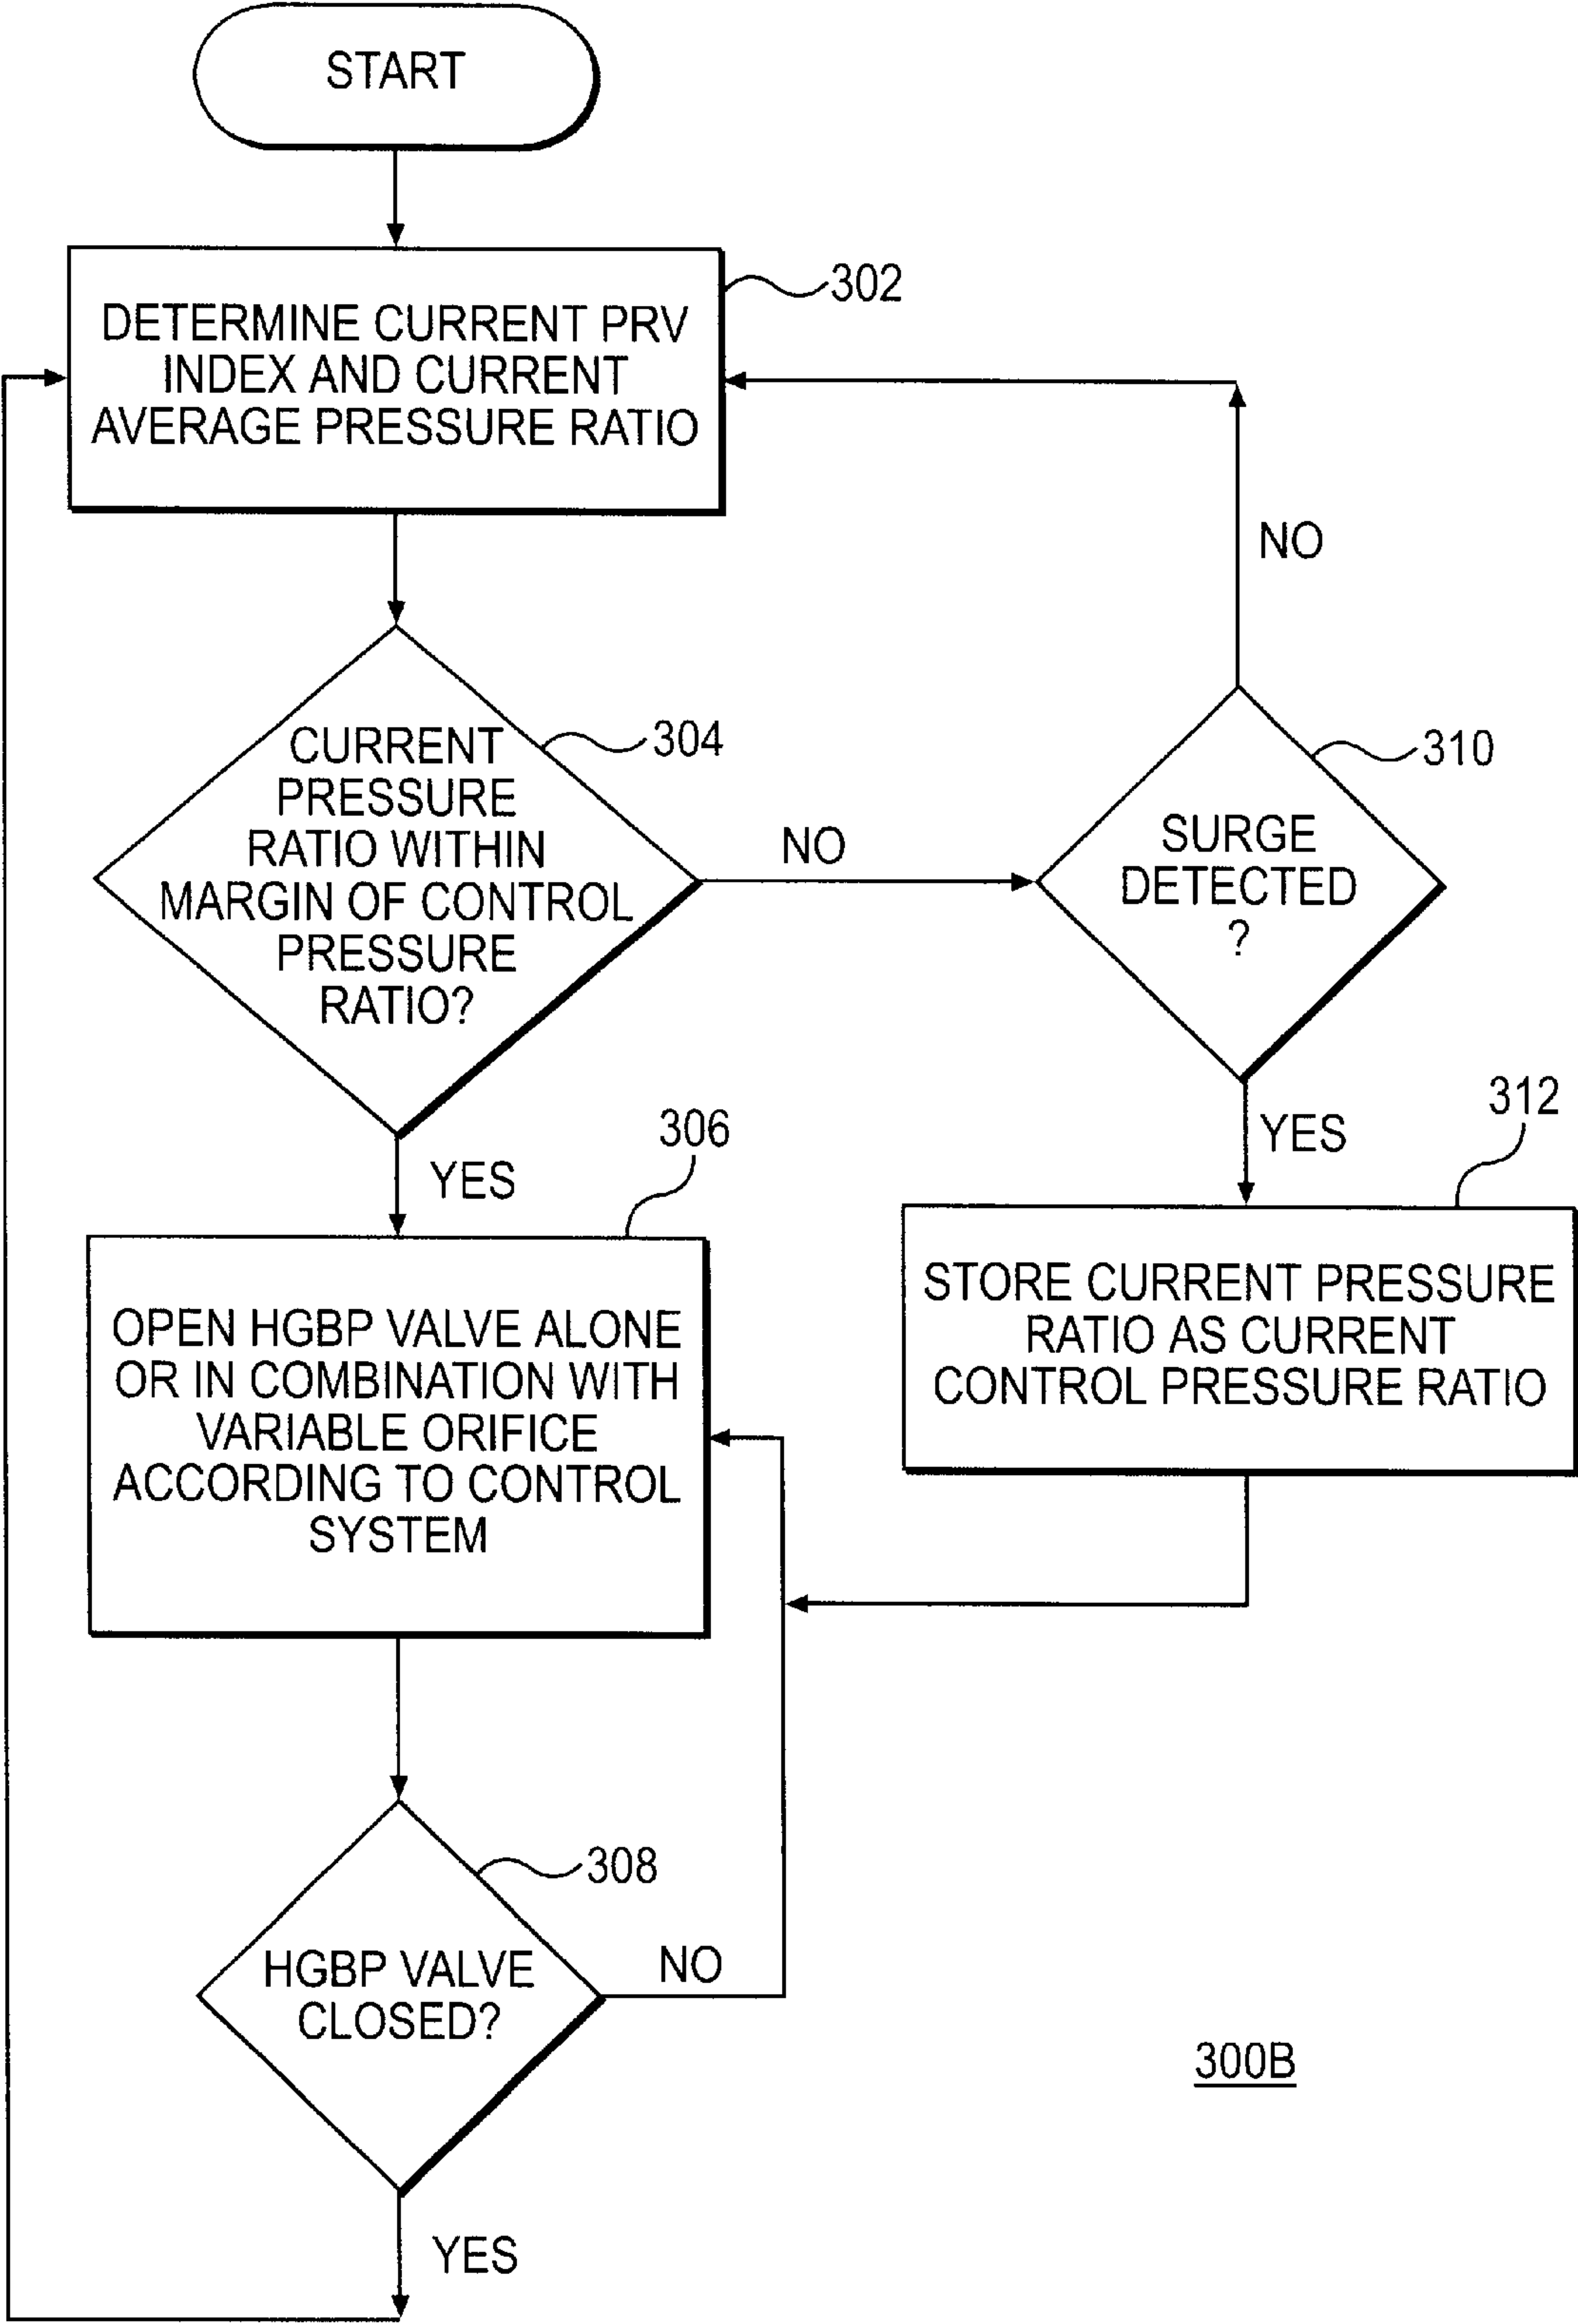 START
302
DETERMINE CURRENT PRV
INDEX AND CURRENT
AVERAGE PRESSURE RATIO
NO
304
CURRENT
PRESSURE
RATIO WITHIN
MARGIN OF CONTROL
PRESSURE
RATIO?
NO
310
SURGE
DETECTED
?
YES
306
YES
312
OPEN HGBP VALVE ALONE
OR IN COMBINATION WITH
VARIABLE ORIFICE
ACCORDING TO CONTROL
SYSTEM
STORE CURRENT PRESSURE
RATIO AS CURRENT
CONTROL PRESSURE RATIO
308
HGBP VALVE
CLOSED?
NO
YES
300B